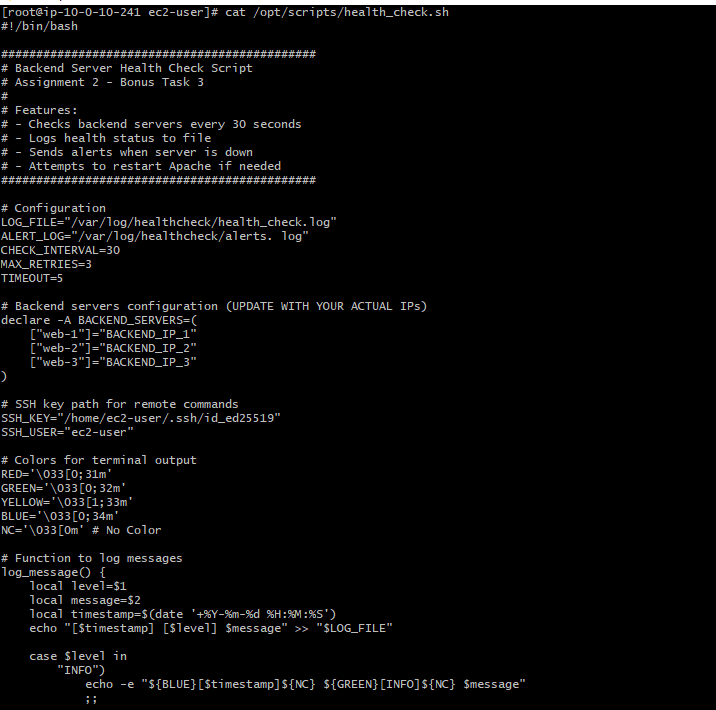 [root@ip-10-0-10-241 ec2-user]# cat /opt/scripts/health_check.sh
#!/bin/bash
##########################################
# Backend Server Health Check Script
# Assignment 2 - Bonus Task 3
#
# Features:
# - Checks backend servers every 30 seconds
# - Logs health status to file
# - Sends alerts when server is down
# - Attempts to restart Apache if needed
##########################################
# Configuration
LOG_FILE="/var/log/healthcheck/health_check.log"
ALERT_LOG="/var/log/healthcheck/alerts. log"
CHECK_INTERVAL=30
MAX_RETRIES=3
TIMEOUT=5
# Backend servers configuration (UPDATE WITH YOUR ACTUAL IPs)
declare -A BACKEND_SERVERS=(
    ["web-1"]="BACKEND_IP_1"
    ["web-2"]="BACKEND_IP_2"
    ["web-3"]="BACKEND_IP_3"
)
# SSH key path for remote commands
SSH_KEY="/home/ec2-user/.ssh/id_ed25519"
SSH_USER="ec2-user"
# Colors for terminal output
RED='\033[0;31m'
GREEN='\033[0;32m'
YELLOW='\033[1;33m'
BLUE='\033[0;34m'
NC='\033[0m' # No Color
# Function to log messages
log_message() {
    local level=$1
    local message=$2
    local timestamp=$(date '+%Y-%m-%d %H:%M:%S')
    echo "[$timestamp] [$level] $message" >> "$LOG_FILE"
    case $level in
        "INFO")
            echo -e "${BLUE}[$timestamp]${NC} ${GREEN}[INFO]${NC} $message"
            ;;